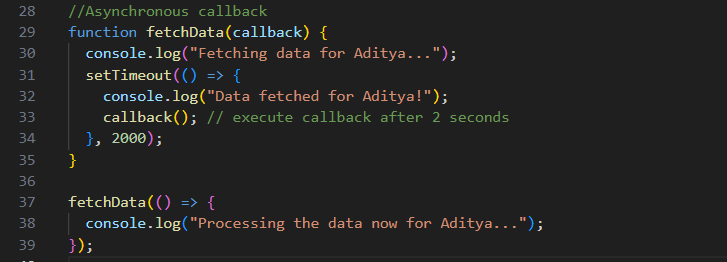 28 //Asynchronous callback
29 function fetchData(callback) {
30   console.log("Fetching data for Aditya...");
31   setTimeout(() => {
32     console.log("Data fetched for Aditya!");
33     callback(); // execute callback after 2 seconds
34   }, 2000);
35 }
36
37 fetchData(() => {
38   console.log("Processing the data now for Aditya...");
39 });